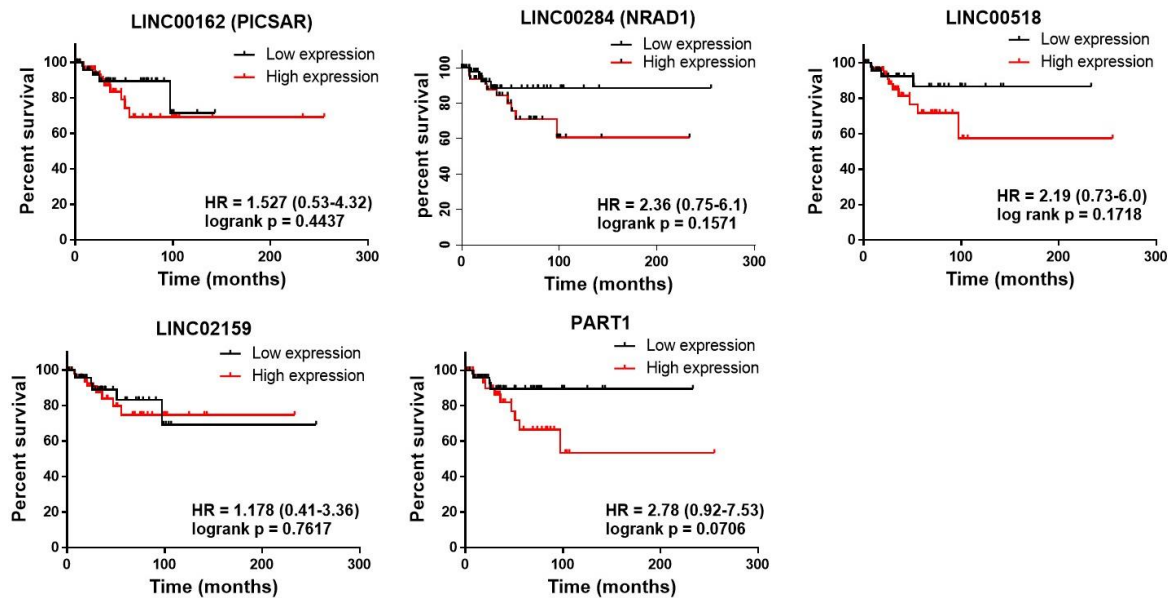 LINC00162 (PICSAR)
Low expression
High expression
Percent survival
100
80
60
40
20
0
HR = 1.527 (0.53-4.32)
logrank p = 0.4437
0 100 200 300
Time (months)
LINC00284 (NRAD1)
Low expression
High expression
percent survival
100
80
60
40
20
0
HR = 2.36 (0.75-6.1)
logrank p = 0.1571
0 100 200 300
Time (months)
LINC00518
Low expression
High expression
Percent survival
100
80
60
40
20
0
HR = 2.19 (0.73-6.0)
log rank p = 0.1718
0 100 200 300
Time (months)
LINC02159
Low expression
High expression
Percent survival
100
80
60
40
20
0
HR = 1.178 (0.41-3.36)
logrank p = 0.7617
0 100 200 300
Time (months)
PART1
Low expression
High expression
Percent survival
100
80
60
40
20
0
HR = 2.78 (0.92-7.53)
logrank p = 0.0706
0 100 200 300
Time (months)